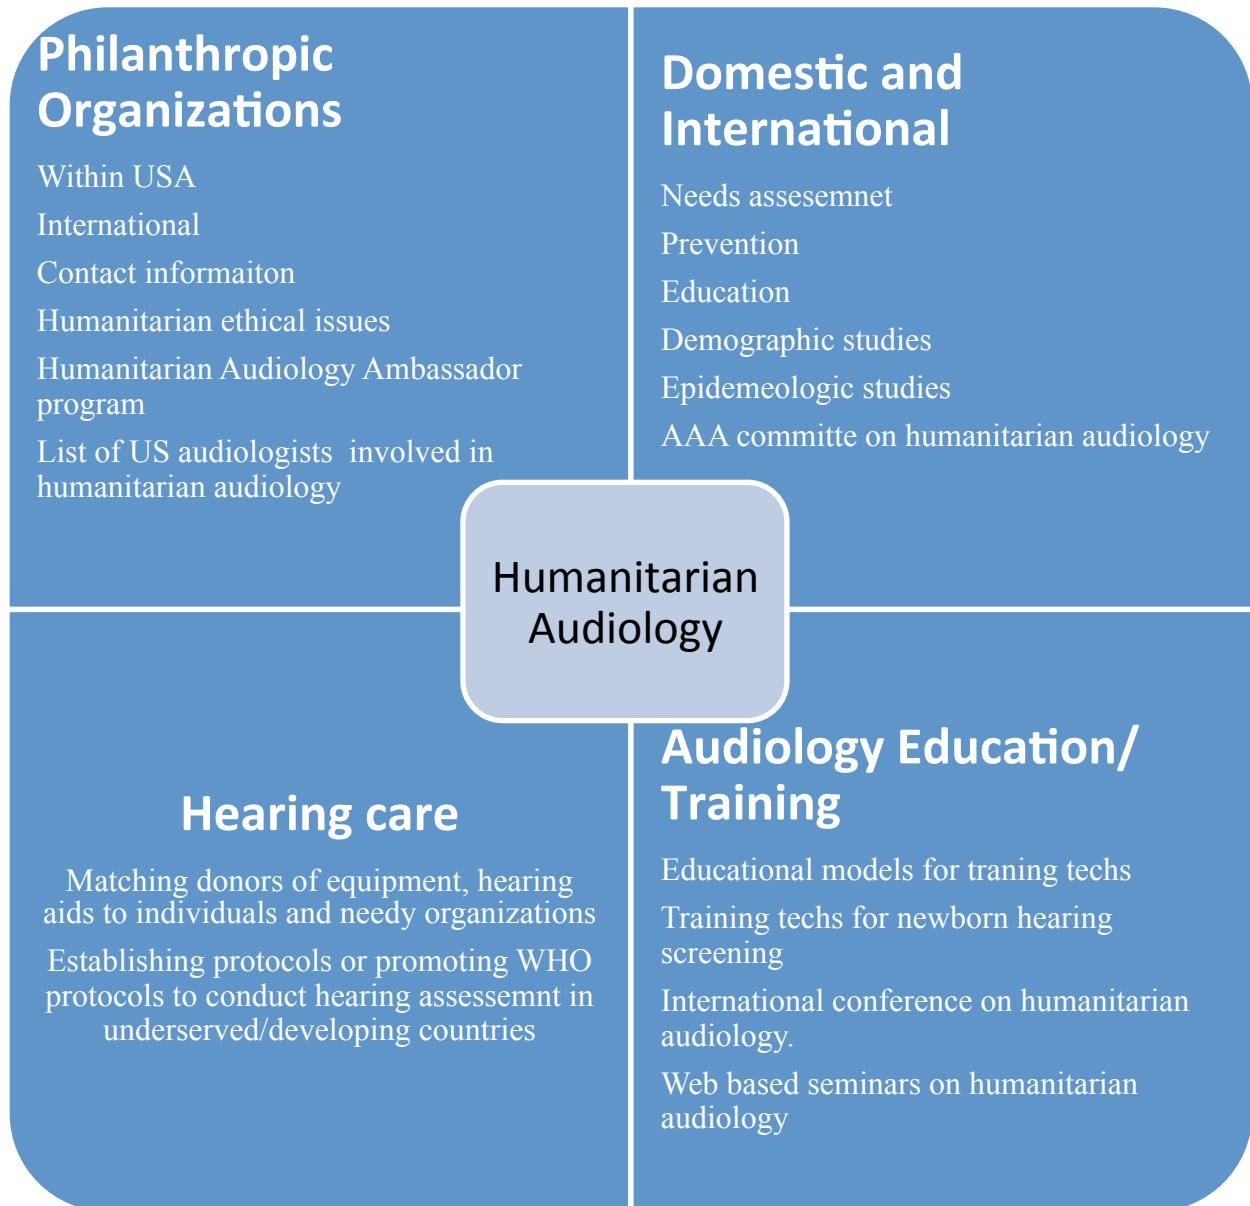 Philanthropic
Organizations
Within USA
International
Contact informaiton
Humanitarian ethical issues
Humanitarian Audiology Ambassador
program
List of US audiologists  involved in
humanitarian audiology
Domestic and
International
Needs assesemnet
Prevention
Education
Demographic studies
Epidemeologic studies
AAA committe on humanitarian audiology
Humanitarian
Audiology
Hearing care
Matching donors of equipment, hearing
aids to individuals and needy organizations
Establishing protocols or promoting WHO
protocols to conduct hearing assessemnt in
underserved/developing countries
Audiology Education/
Training
Educational models for traning techs
Training techs for newborn hearing
screening
International conference on humanitarian
audiology.
Web based seminars on humanitarian
audiology